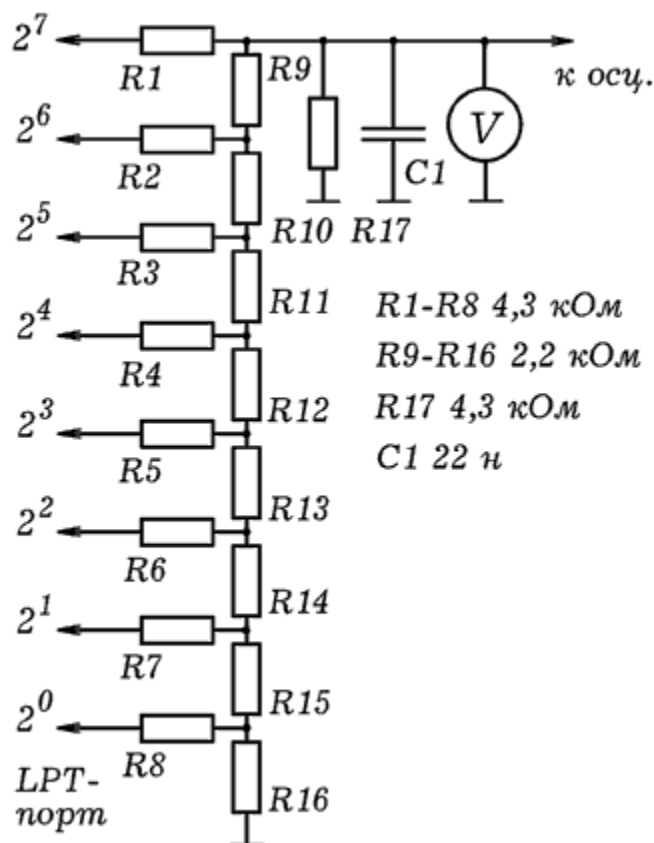 2^7
R1
R9
к осц.
2^6
R2
V
C1
2^5
R3
R10
R17
2^4
R4
R11
R1-R8 4,3 кОм
R9-R16 2,2 кОм
R17 4,3 кОм
C1 22 н
2^3
R5
R12
2^2
R6
R13
2^1
R7
R14
2^0
R8
R15
LPT-
порт
R16